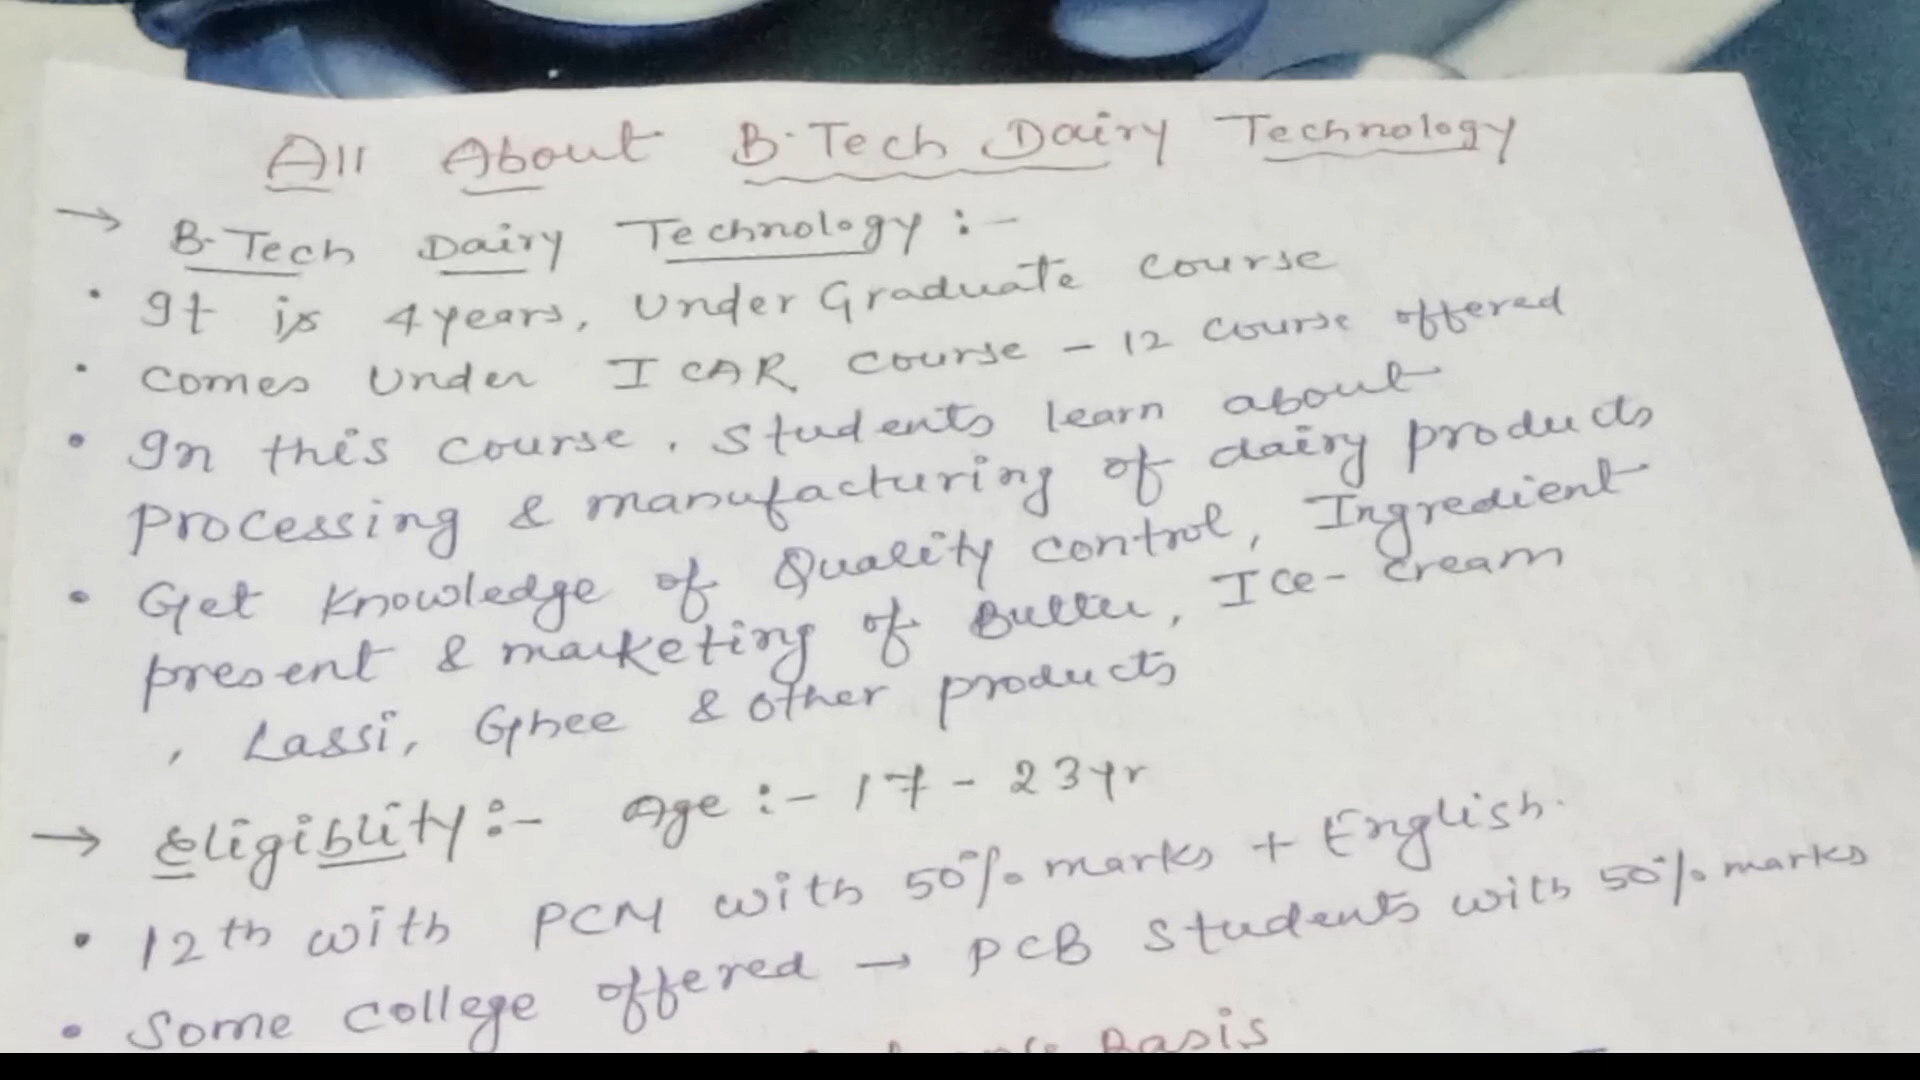 All About B.Tech Dairy Technology
→ B.Tech Dairy Technology :-
• It is 4 years, Under Graduate course
• comes Under ICAR course - 12 course offered
• In this course, students learn about
processing & manufacturing of dairy products
• Get knowledge of Quality control, Ingredient
present & marketing of Butter, Ice-cream
, Lassi, Ghee & other products
→ Eligiblity :- Age :- 17 - 23 yr
• 12th with PCM with 50% marks + English.
• Some college offered → PCB students with 50% marks
Basis